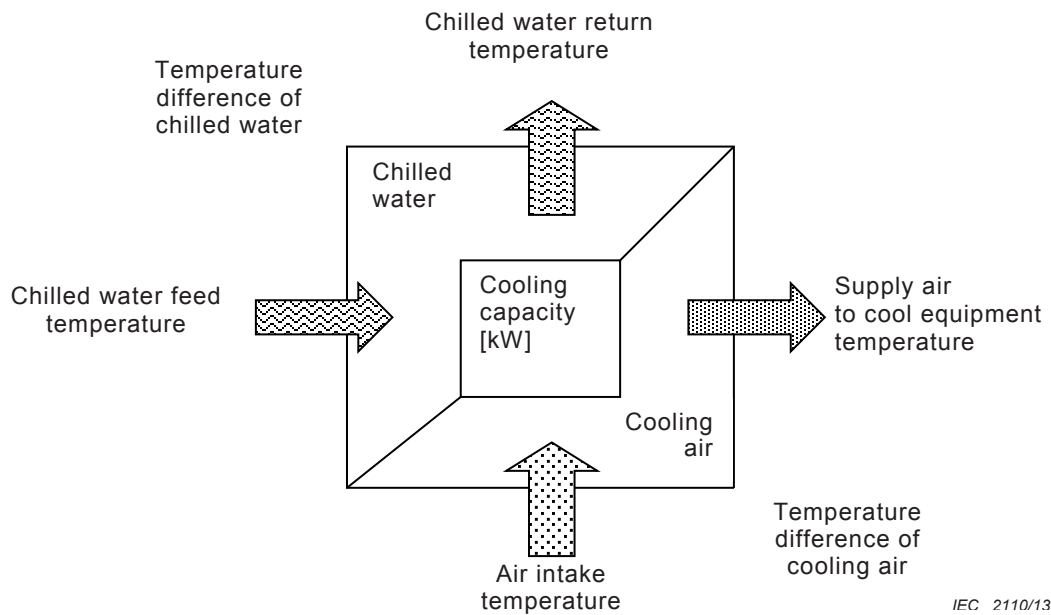 Chilled water return
temperature
Temperature
difference of
chilled water
Chilled
water
Chilled water feed
temperature
Cooling
capacity
[kW]
Supply air
to cool equipment
temperature
Cooling
air
Temperature
difference of
cooling air
Air intake
temperature
IEC 2110/13